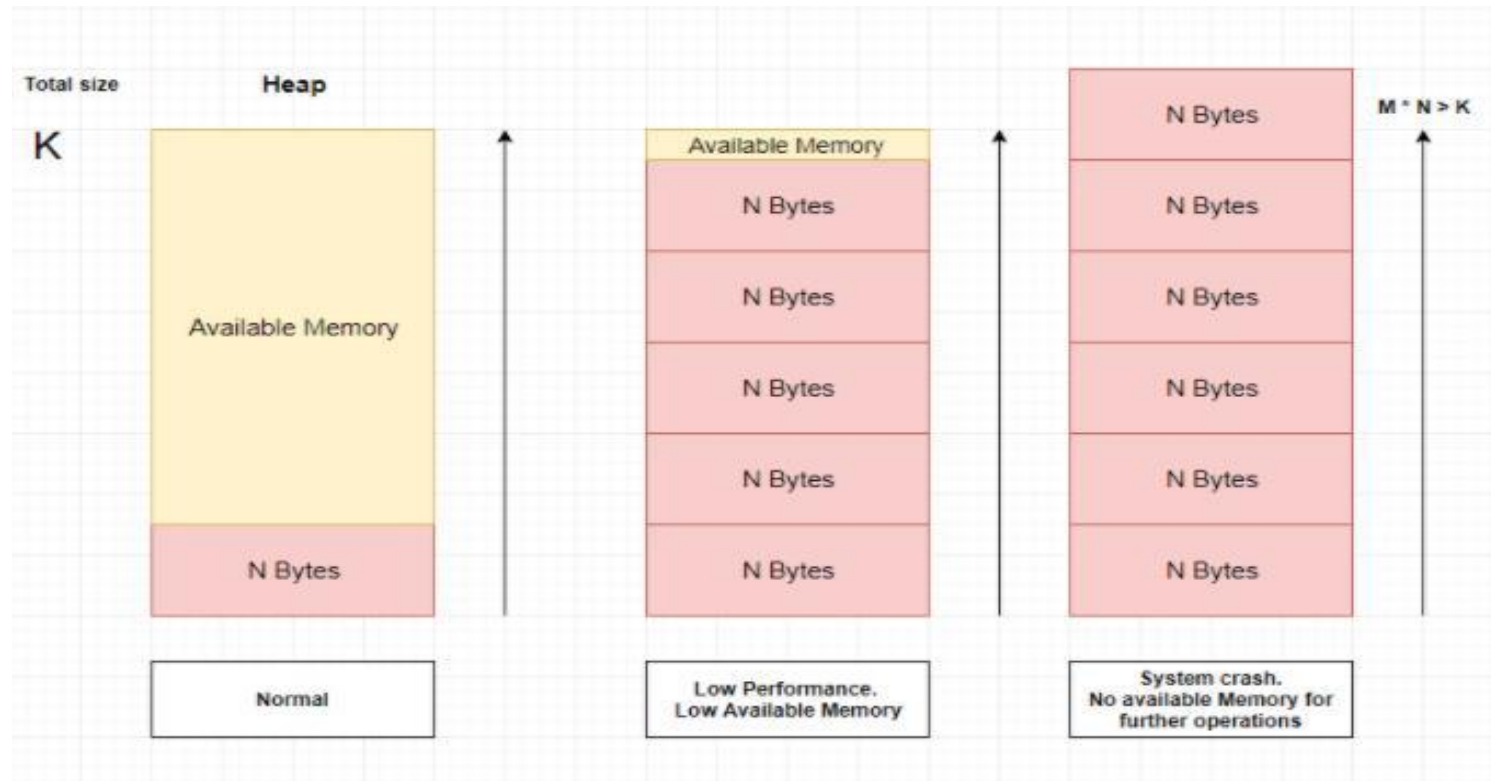 Total size
Heap
K
Available Memory
N Bytes
Normal
Available Memory
N Bytes
N Bytes
N Bytes
N Bytes
N Bytes
Low Performance.
Low Available Memory
N Bytes
N Bytes
N Bytes
N Bytes
N Bytes
N Bytes
M * N > K
System crash.
No available Memory for
further operations